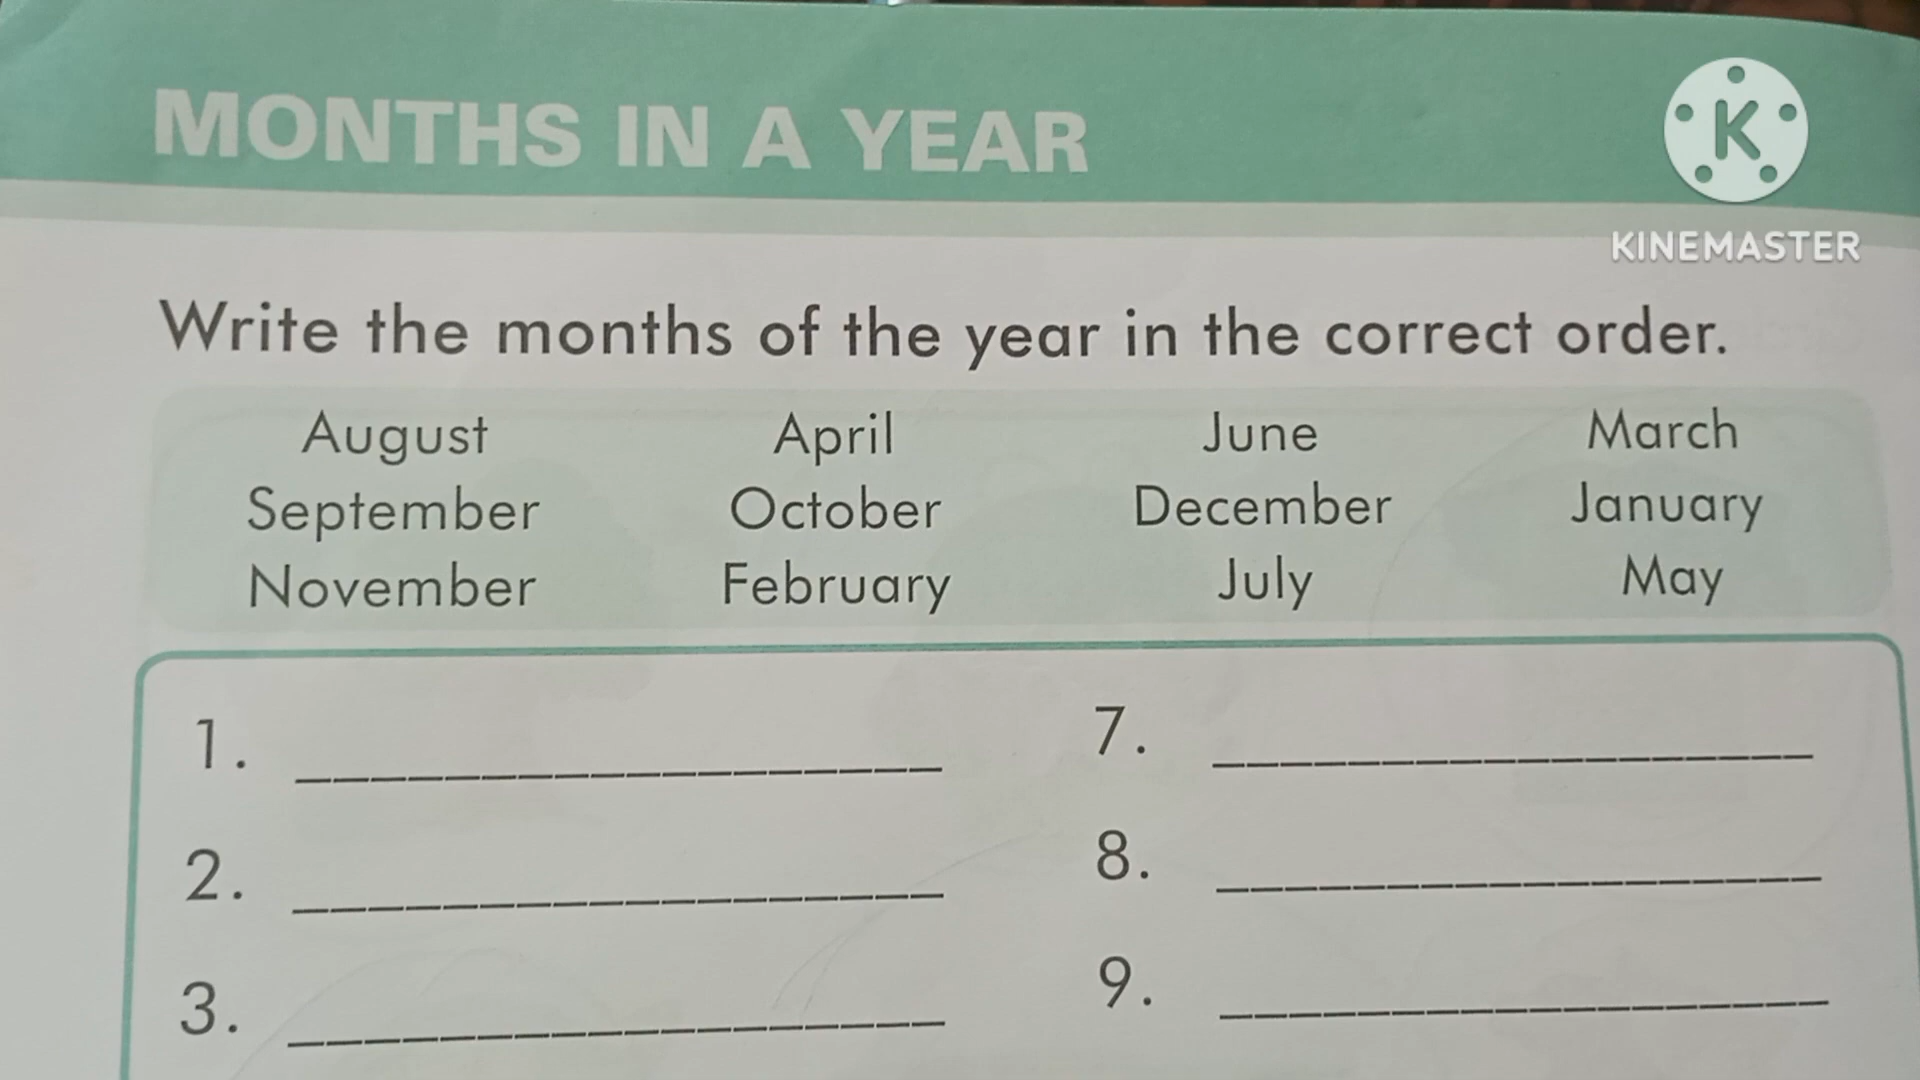 MONTHS IN A YEAR
K
KINEMASTER
Write the months of the year in the correct order.
August April June March
September October December January
November February July May
1. 7.
2. 8.
3. 9.